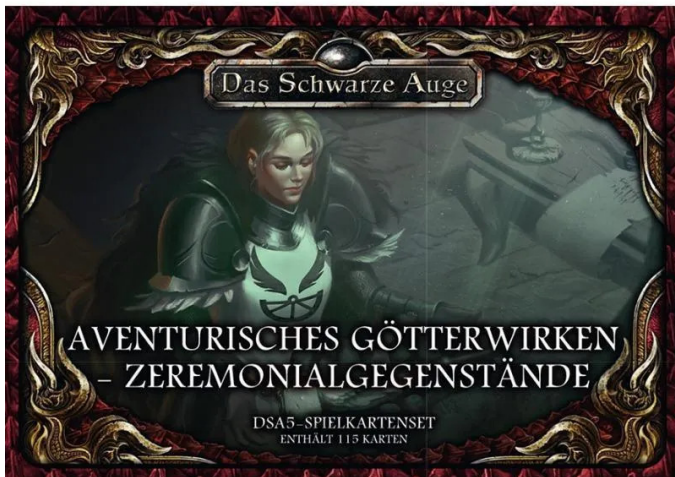 Das Schwarze Auge
AVENTURISCHES GÖTTERWIRKEN
– ZEREMONIALGEGENSTÄNDE
DSA5-SPIELKARTENSET
ENTHÄLT 115 KARTEN